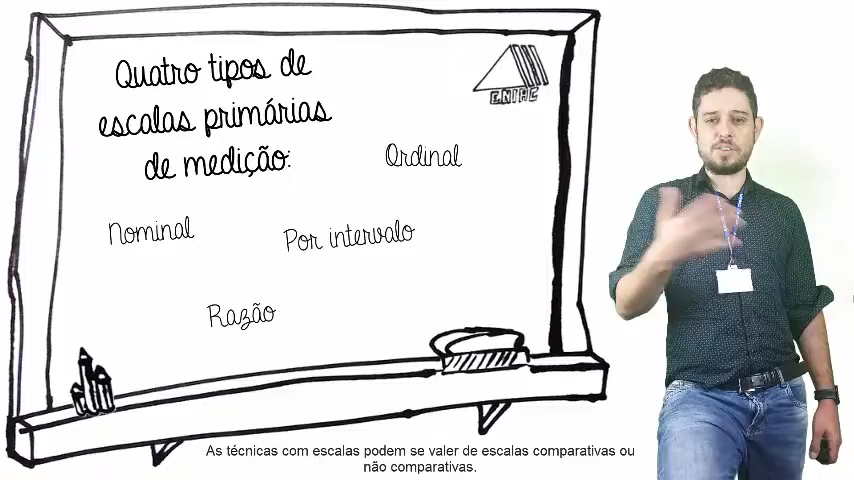 Quatro tipos de
escalas primárias
de medição:
ENIAC
Ordinal
Nominal
Por intervalo
Razão
As técnicas com escalas podem se valer de escalas comparativas ou
não comparativas.